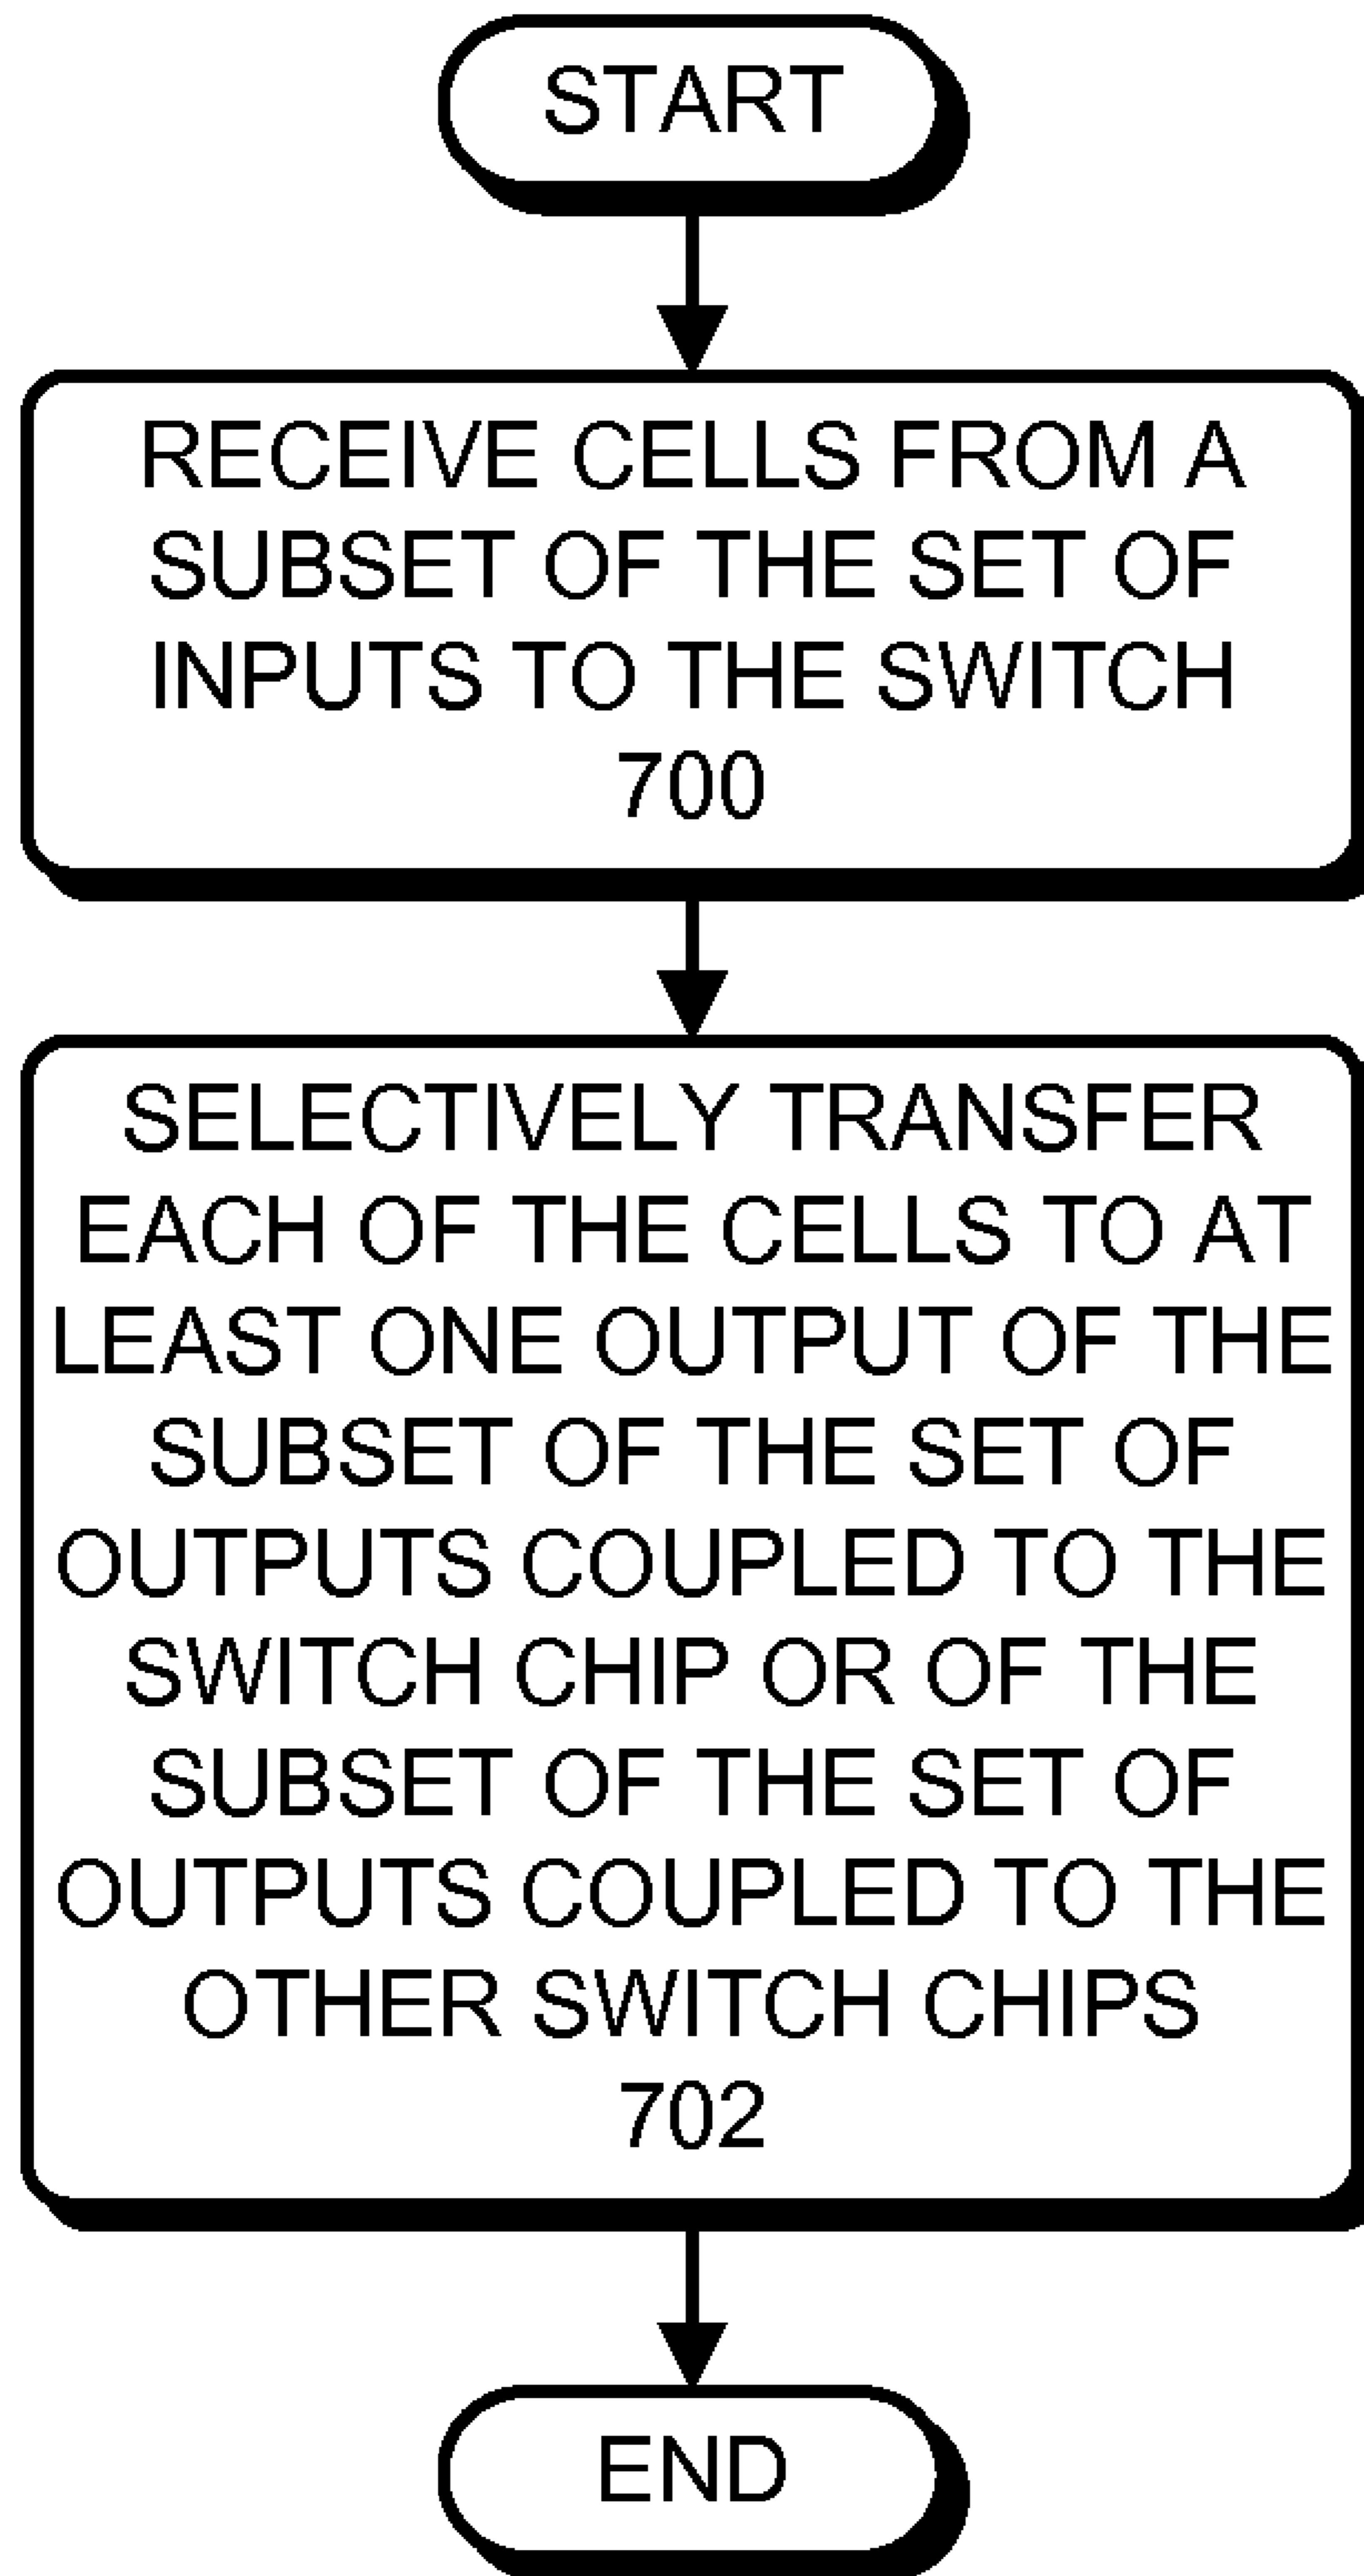 START
RECEIVE CELLS FROM A
SUBSET OF THE SET OF
INPUTS TO THE SWITCH
700
SELECTIVELY TRANSFER
EACH OF THE CELLS TO AT
LEAST ONE OUTPUT OF THE
SUBSET OF THE SET OF
OUTPUTS COUPLED TO THE
SWITCH CHIP OR OF THE
SUBSET OF THE SET OF
OUTPUTS COUPLED TO THE
OTHER SWITCH CHIPS
702
END